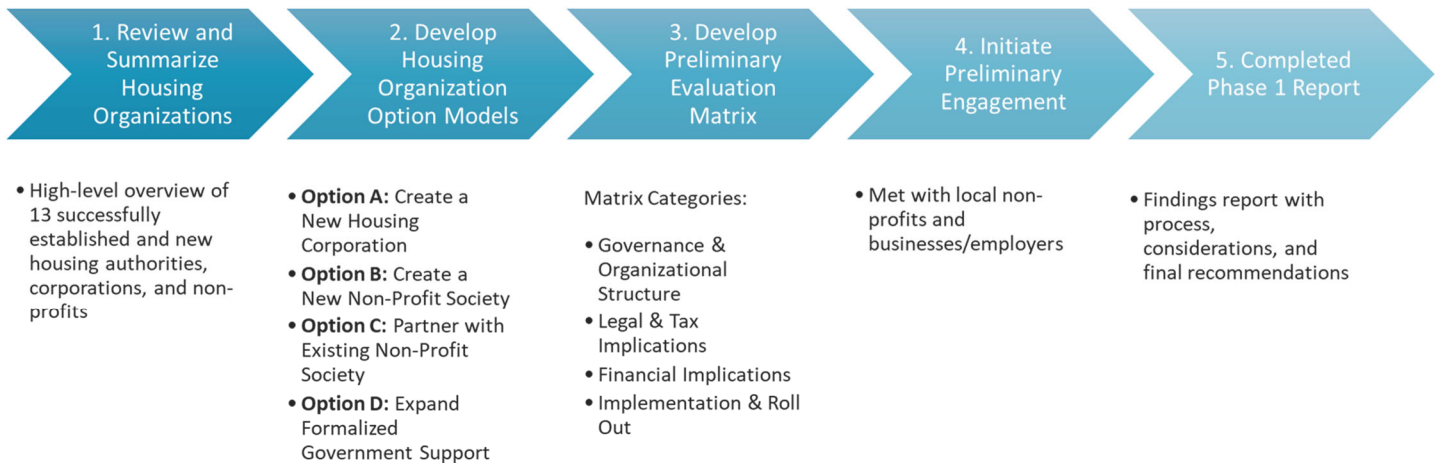 1. Review and
Summarize
Housing
Organizations
2. Develop
Housing
Organization
Option Models
3. Develop
Preliminary
Evaluation
Matrix
4. Initiate
Preliminary
Engagement
5. Completed
Phase 1 Report
• High-level overview of
13 successfully
established and new
housing authorities,
corporations, and non-
profits
• Option A: Create a
New Housing
Corporation
• Option B: Create a
New Non-Profit Society
• Option C: Partner with
Existing Non-Profit
Society
• Option D: Expand
Formalized
Government Support
Matrix Categories:
• Governance &
Organizational
Structure
• Legal & Tax
Implications
• Financial Implications
• Implementation & Roll
Out
• Met with local non-
profits and
businesses/employers
• Findings report with
process,
considerations, and
final recommendations